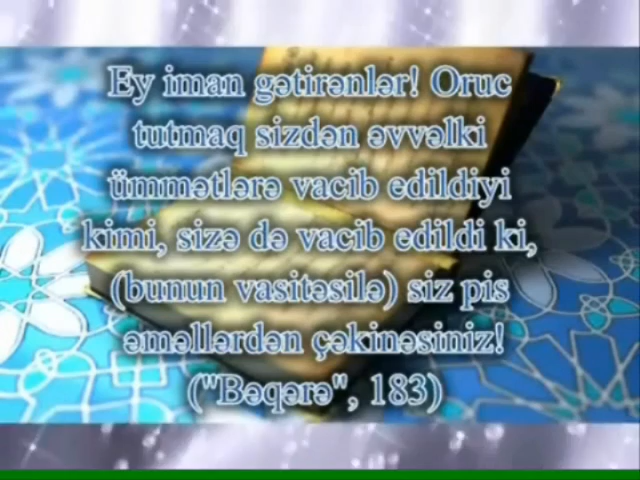 Ey iman gətirənlər! Oruc
tutmaq sizdən əvvəlki
ümmətlərə vacib edildiyi
kimi, sizə də vacib edildi ki,
(bunun vasitəsilə) siz pis
əməllərdən çəkinəsiniz!
("Bəqərə", 183)